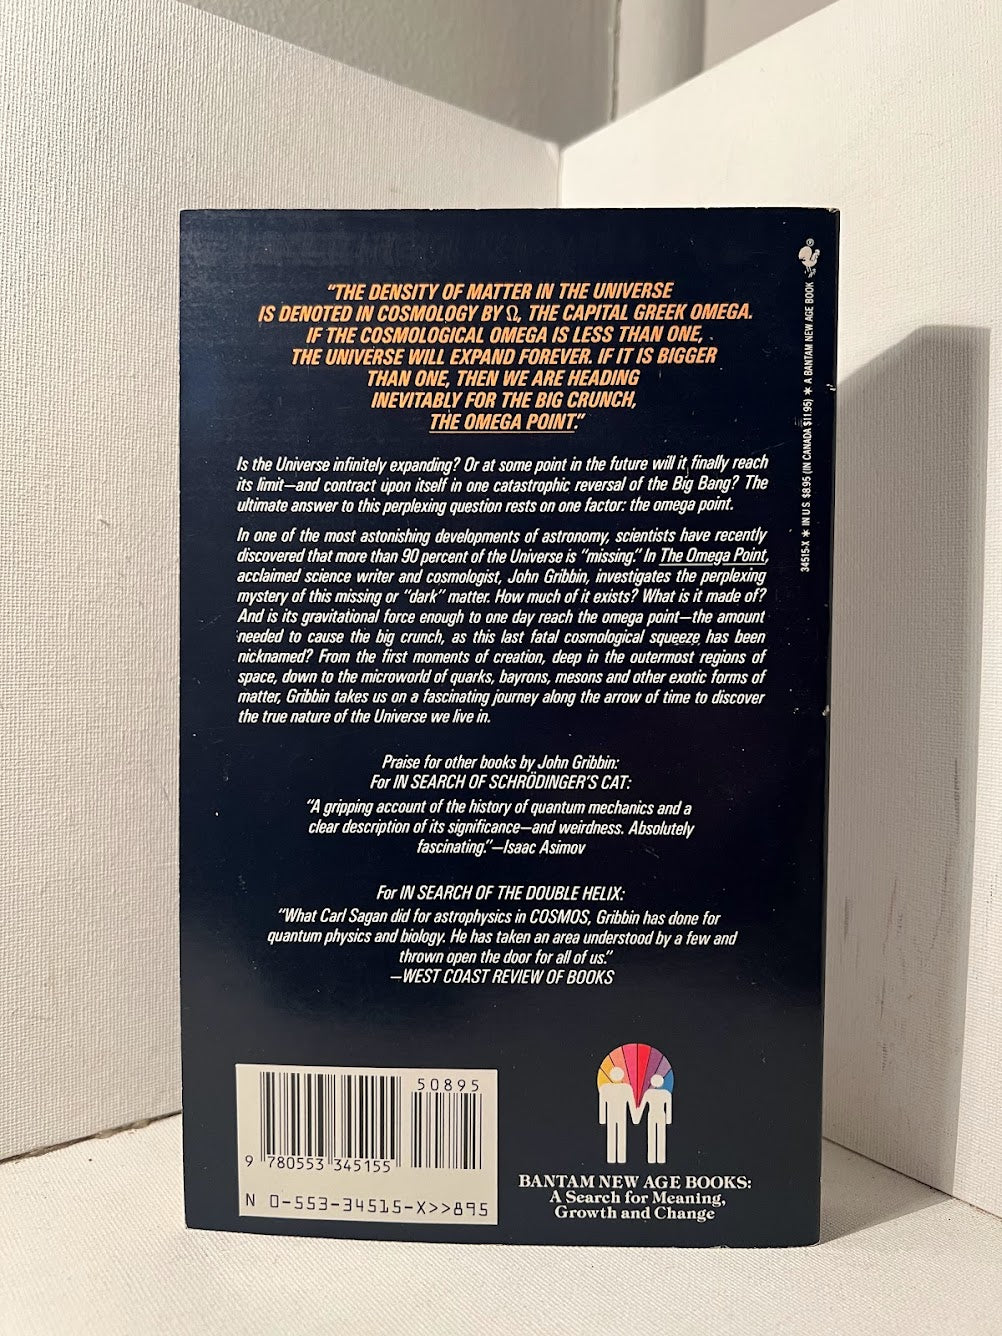 "THE DENSITY OF MATTER IN THE UNIVERSE
IS DENOTED IN COSMOLOGY BY Ω, THE CAPITAL GREEK OMEGA.
IF THE COSMOLOGICAL OMEGA IS LESS THAN ONE,
THE UNIVERSE WILL EXPAND FOREVER. IF IT IS BIGGER
THAN ONE, THEN WE ARE HEADING
INEVITABLY FOR THE BIG CRUNCH,
THE OMEGA POINT."
Is the Universe infinitely expanding? Or at some point in the future will it finally reach
its limit—and contract upon itself in one catastrophic reversal of the Big Bang? The
ultimate answer to this perplexing question rests on one factor: the omega point.
In one of the most astonishing developments of astronomy, scientists have recently
discovered that more than 90 percent of the Universe is "missing." In The Omega Point,
acclaimed science writer and cosmologist, John Gribbin, investigates the perplexing
mystery of this missing or "dark" matter. How much of it exists? What is it made of?
And is its gravitational force enough to one day reach the omega point—the amount
needed to cause the big crunch, as this last fatal cosmological squeeze has been
nicknamed? From the first moments of creation, deep in the outermost regions of
space, down to the microworld of quarks, bayrons, mesons and other exotic forms of
matter, Gribbin takes us on a fascinating journey along the arrow of time to discover
the true nature of the Universe we live in.
Praise for other books by John Gribbin:
For IN SEARCH OF SCHRÖDINGER'S CAT:
"A gripping account of the history of quantum mechanics and a
clear description of its significance—and weirdness. Absolutely
fascinating."—Isaac Asimov
For IN SEARCH OF THE DOUBLE HELIX:
"What Carl Sagan did for astrophysics in COSMOS, Gribbin has done for
quantum physics and biology. He has taken an area understood by a few and
thrown open the door for all of us."
—WEST COAST REVIEW OF BOOKS
50895
9 780553 345155
N 0-553-34515-X>>895
BANTAM NEW AGE BOOKS:
A Search for Meaning,
Growth and Change
34515-X ✱ IN U S $8.95 (IN CANADA $11.95) ✱ A BANTAM NEW AGE BOOK